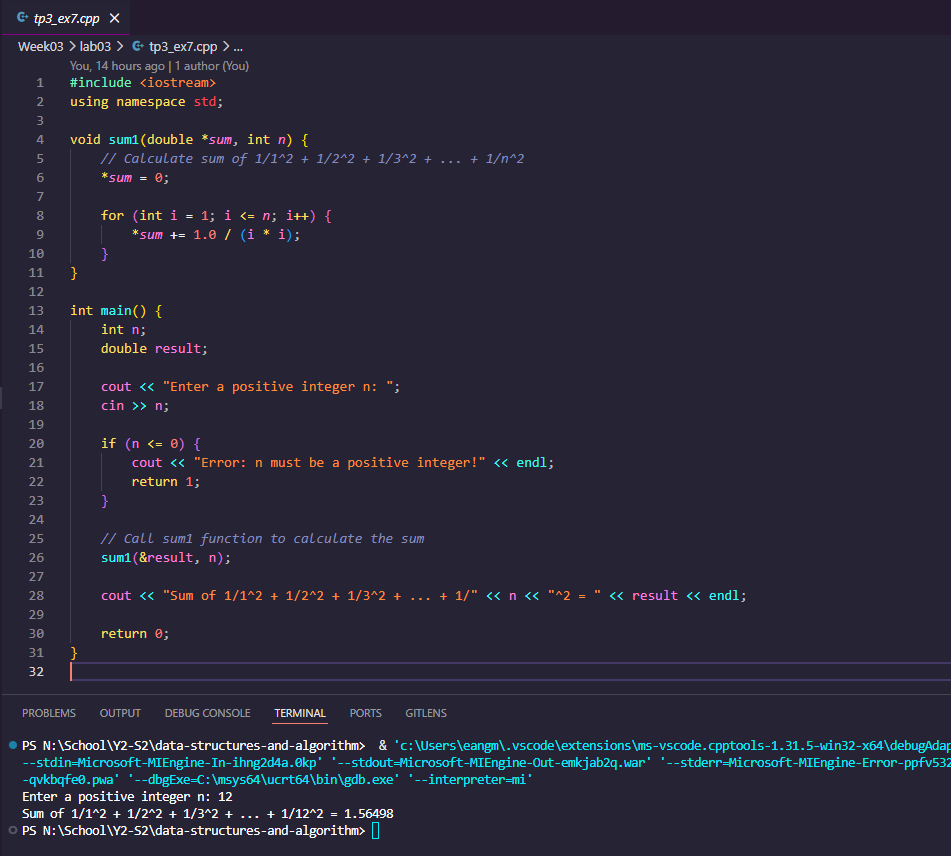 tp3_ex7.cpp
Week03 > lab03 > tp3_ex7.cpp > ...
You, 14 hours ago | 1 author (You)
1 #include <iostream>
2 using namespace std;
3
4 void sum1(double *sum, int n) {
5     // Calculate sum of 1/1^2 + 1/2^2 + 1/3^2 + ... + 1/n^2
6     *sum = 0;
7
8     for (int i = 1; i <= n; i++) {
9         *sum += 1.0 / (i * i);
10     }
11 }
12
13 int main() {
14     int n;
15     double result;
16
17     cout << "Enter a positive integer n: ";
18     cin >> n;
19
20     if (n <= 0) {
21         cout << "Error: n must be a positive integer!" << endl;
22         return 1;
23     }
24
25     // Call sum1 function to calculate the sum
26     sum1(&result, n);
27
28     cout << "Sum of 1/1^2 + 1/2^2 + 1/3^2 + ... + 1/" << n << "^2 = " << result << endl;
29
30     return 0;
31 }
32
PROBLEMS OUTPUT DEBUG CONSOLE TERMINAL PORTS GITLENS
PS N:\School\Y2-S2\data-structures-and-algorithm>  & 'c:\Users\eangm\.vscode\extensions\ms-vscode.cpptools-1.31.5-win32-x64\debugAdap
--stdin=Microsoft-MIEngine-In-ihng2d4a.0kp' '--stdout=Microsoft-MIEngine-Out-emkjab2q.war' '--stderr=Microsoft-MIEngine-Error-ppfv532
-qvkbqfe0.pwa' '--dbgExe=C:\msys64\ucrt64\bin\gdb.exe' '--interpreter=mi'
Enter a positive integer n: 12
Sum of 1/1^2 + 1/2^2 + 1/3^2 + ... + 1/12^2 = 1.56498
PS N:\School\Y2-S2\data-structures-and-algorithm>